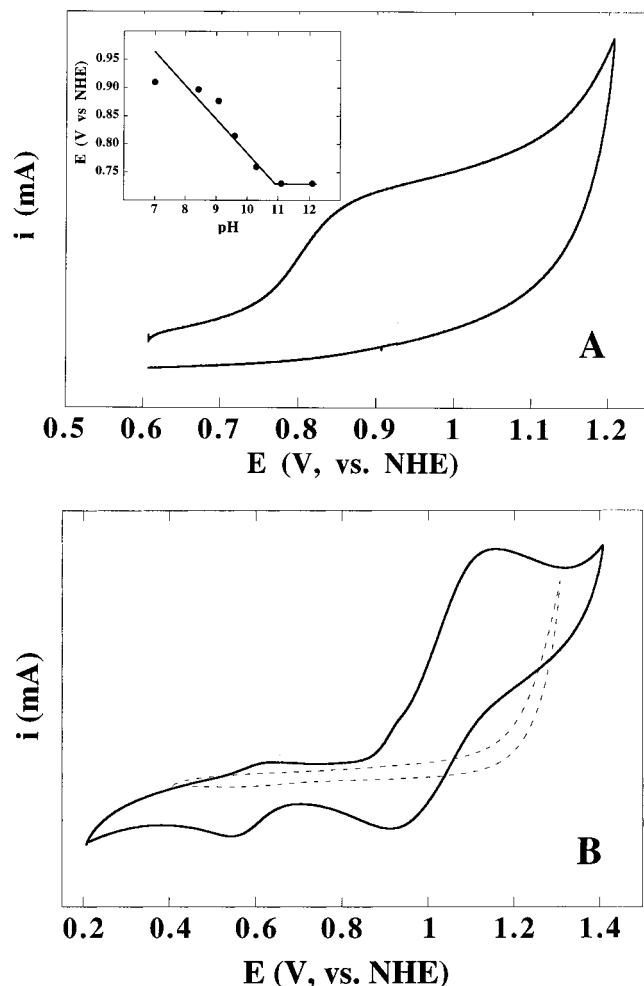 E (V vs NHE)
0.95
0.90
0.85
0.80
0.75
7 8 9 10 11 12
pH
i (mA)
A
0.5 0.6 0.7 0.8 0.9 1 1.1 1.2
E (V, vs. NHE)
i (mA)
B
0.2 0.4 0.6 0.8 1 1.2 1.4
E (V, vs. NHE)